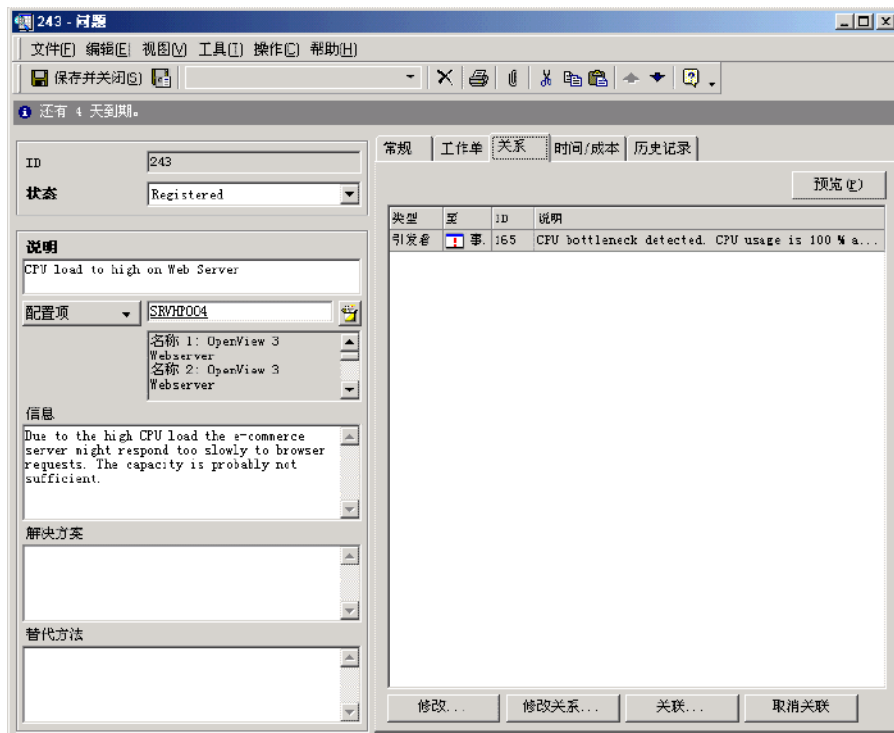 243 - 问题
文件(F) 编辑(E) 视图(V) 工具(T) 操作(C) 帮助(H)
保存并关闭(S)
还有 4 天到期。
ID 243
状态 Registered
说明
CPU load to high on Web Server
配置项 SRVHP004
名称 1: OpenView 3
Webserver
名称 2: OpenView 3
Webserver
信息
Due to the high CPU load the e-commerce
server might respond too slowly to browser
requests. The capacity is probably not
sufficient.
解决方案
替代方法
常规 工作单 关系 时间/成本 历史记录
预览(P)
类型 至 ID 说明
引发者 事. 165 CPU bottleneck detected. CPU usage is 100 % a...
修改... 修改关系... 关联... 取消关联